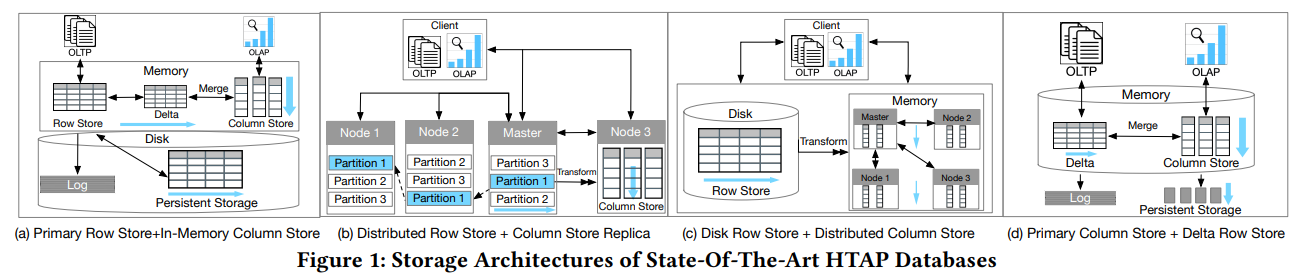 OLTP
OLAP
Memory
Merge
Row Store
Delta
Column Store
Disk
Log
Persistent Storage
(a) Primary Row Store+In-Memory Column Store
Client
OLTP
OLAP
Node 1
Node 2
Master
Node 3
Partition 1
Partition 2
Partition 3
Partition 2
Partition 3
Partition 1
Partition 3
Partition 1
Partition 2
Transform
Column Store
(b) Distributed Row Store + Column Store Replica
Client
OLTP
OLAP
Disk
Row Store
Transform
Memory
Master
Node 2
Node 1
Node 3
(c) Disk Row Store + Distributed Column Store
OLTP
OLAP
Memory
Merge
Delta
Column Store
Log
Persistent Storage
(d) Primary Column Store + Delta Row Store
Figure 1: Storage Architectures of State-Of-The-Art HTAP Databases